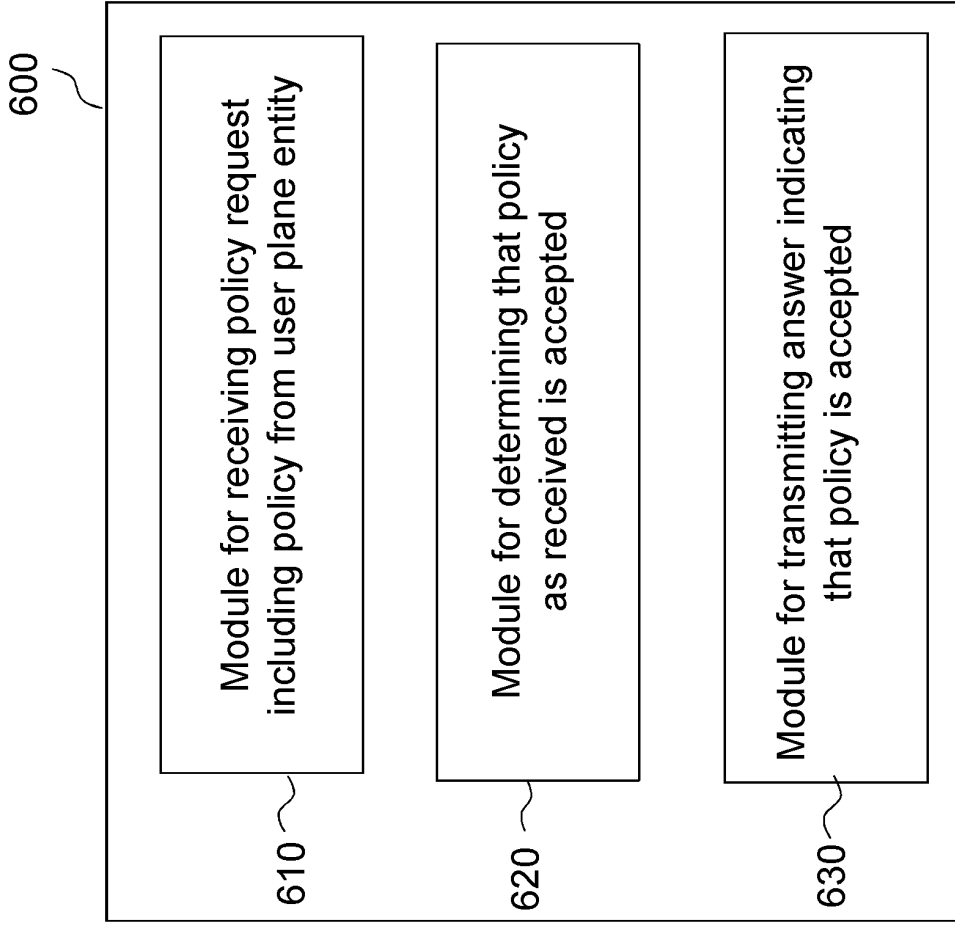 600
610
Module for receiving policy request
including policy from user plane entity
620
Module for determining that policy
as received is accepted
630
Module for transmitting answer indicating
that policy is accepted